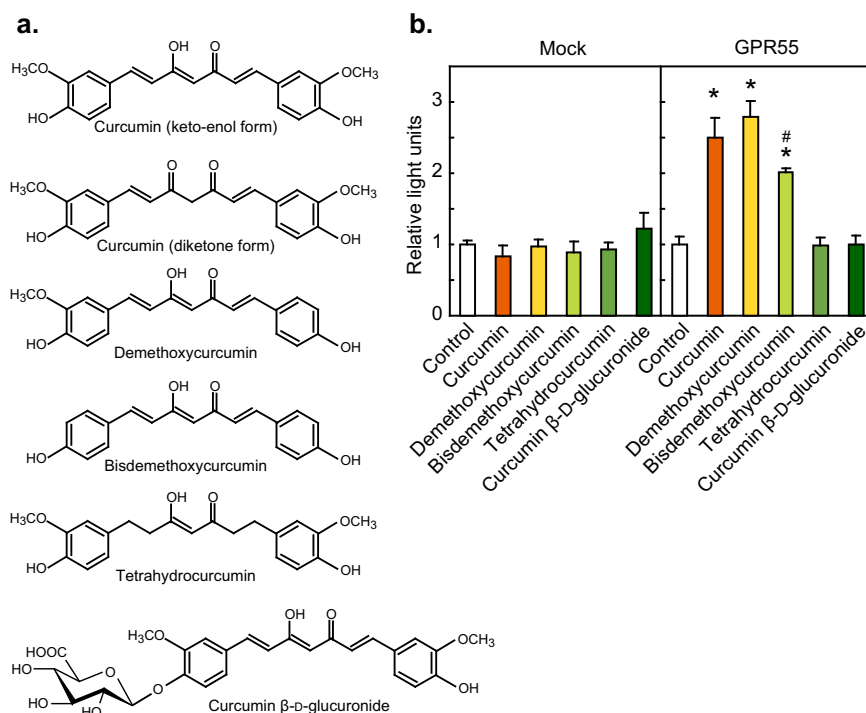 a.
OH O
H₃CO OCH₃
HO OH
Curcumin (keto-enol form)
O O
H₃CO OCH₃
HO OH
Curcumin (diketone form)
OH O
H₃CO
HO OH
Demethoxycurcumin
OH O
HO OH
Bisdemethoxycurcumin
OH O
H₃CO OCH₃
HO OH
Tetrahydrocurcumin
OH O
H₃CO OCH₃
HOOC
HO O
HO O OH
HO
Curcumin β-D-glucuronide
b.
Mock GPR55
Relative light units
3
2
1
0
* * # *
Control
Curcumin
Demethoxycurcumin
Bisdemethoxycurcumin
Tetrahydrocurcumin
Curcumin β-D-glucuronide
Control
Curcumin
Demethoxycurcumin
Bisdemethoxycurcumin
Tetrahydrocurcumin
Curcumin β-D-glucuronide